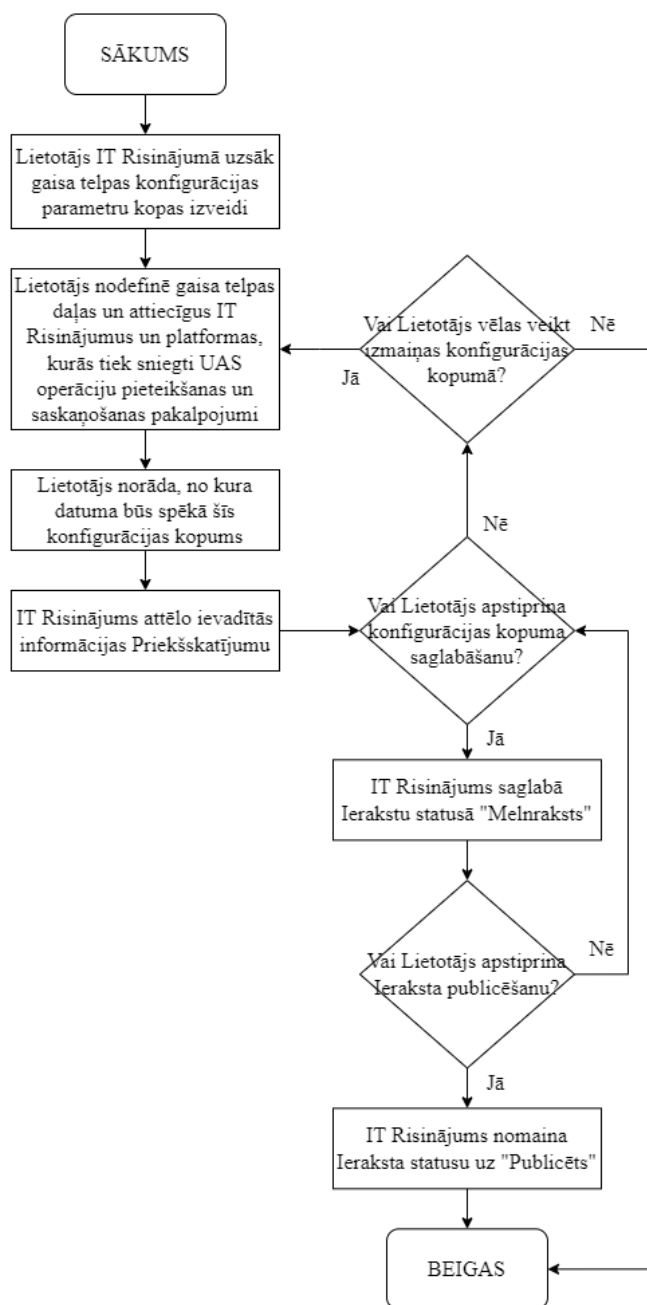 SĀKUMS
Lietotājs IT Risinājumā uzsāk
gaisa telpas konfigurācijas
parametru kopas izveidi
Lietotājs nodefinē gaisa telpas
daļas un attiecīgus IT
Risinājumus un platformas,
kurās tiek sniegti UAS
operāciju pieteikšanas un
saskaņošanas pakalpojumi
Lietotājs norāda, no kura
datuma būs spēkā šīs
konfigurācijas kopums
IT Risinājums attēlo ievadītās
informācijas Priekšskatījumu
Vai Lietotājs vēlas veikt
izmaiņas konfigurācijas
kopumā?
Nē
Jā
Nē
Vai Lietotājs apstiprina
konfigurācijas kopuma
saglabāšanu?
Jā
IT Risinājums saglabā
Ierakstu statusā "Melnraksts"
Vai Lietotājs apstiprina
Ieraksta publicēšanu?
Nē
Jā
IT Risinājums nomaina
Ieraksta statusu uz "Publicēts"
BEIGAS